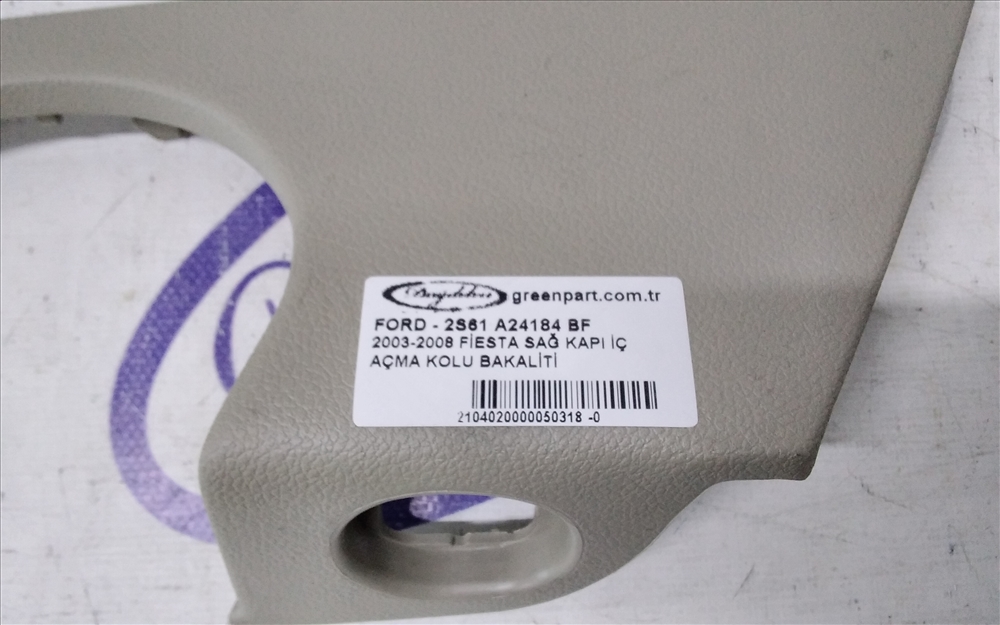 greenpart.com.tr
FORD - 2S61 A24184 BF
2003-2008 FİESTA SAĞ KAPI İÇ
AÇMA KOLU BAKALİTİ
2104020000050318 -0